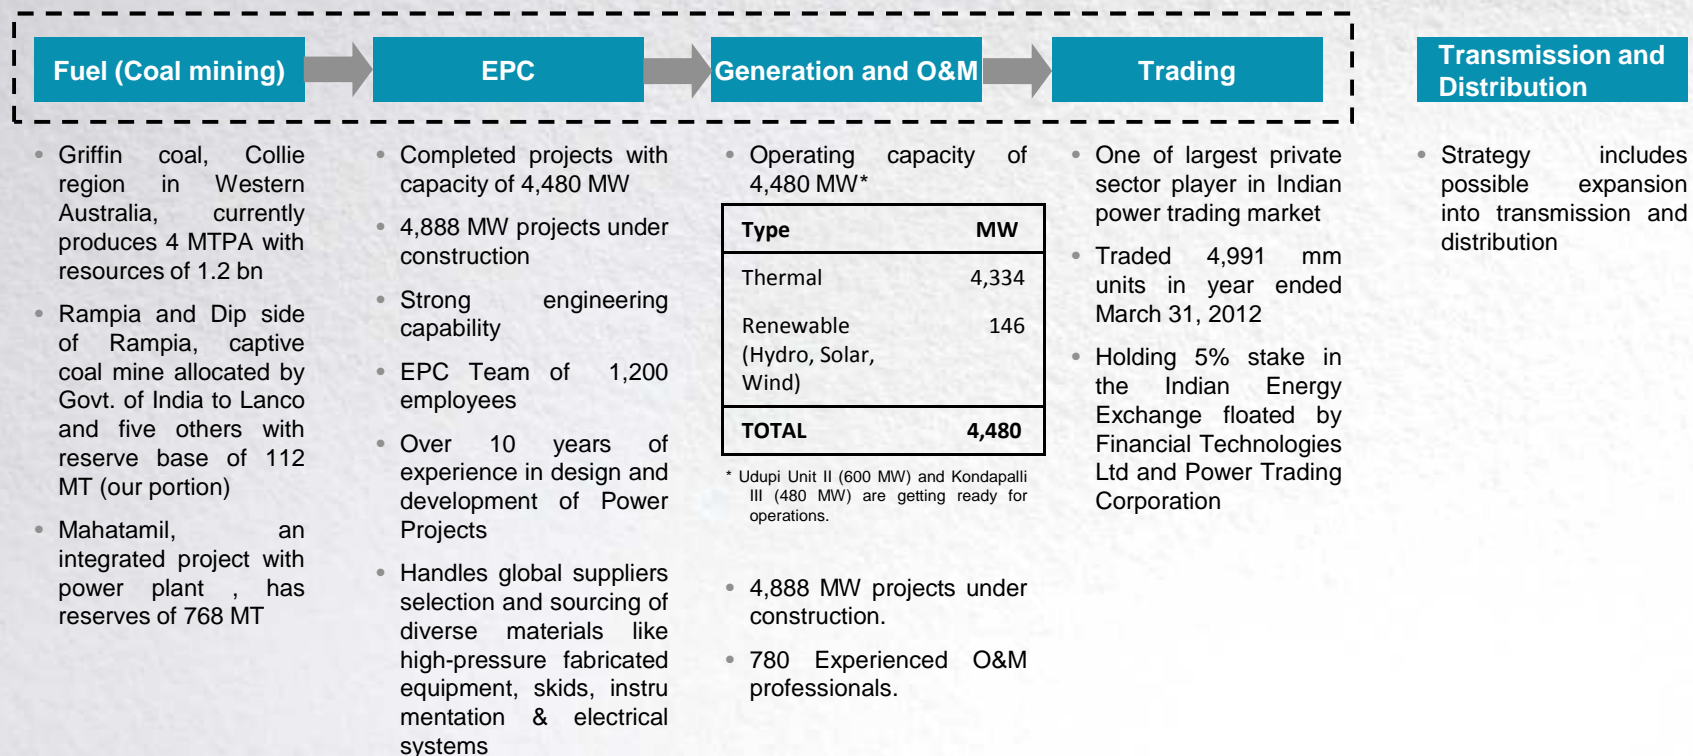 Fuel (Coal mining)
EPC
Generation and O&M
Trading
Transmission and
Distribution
• Griffin coal, Collie
region in Western
Australia, currently
produces 4 MTPA with
resources of 1.2 bn
• Rampia and Dip side
of Rampia, captive
coal mine allocated by
Govt. of India to Lanco
and five others with
reserve base of 112
MT (our portion)
• Mahatamil, an
integrated project with
power plant , has
reserves of 768 MT
• Completed projects with
capacity of 4,480 MW
• 4,888 MW projects under
construction
• Strong engineering
capability
• EPC Team of 1,200
employees
• Over 10 years of
experience in design and
development of Power
Projects
• Handles global suppliers
selection and sourcing of
diverse materials like
high-pressure fabricated
equipment, skids, instru
mentation & electrical
systems
• Operating capacity of
4,480 MW*
Type MW
Thermal 4,334
Renewable 146
(Hydro, Solar,
Wind)
TOTAL 4,480
* Udupi Unit II (600 MW) and Kondapalli
III (480 MW) are getting ready for
operations.
• 4,888 MW projects under
construction.
• 780 Experienced O&M
professionals.
• One of largest private
sector player in Indian
power trading market
• Traded 4,991 mm
units in year ended
March 31, 2012
• Holding 5% stake in
the Indian Energy
Exchange floated by
Financial Technologies
Ltd and Power Trading
Corporation
• Strategy includes
possible expansion
into transmission and
distribution